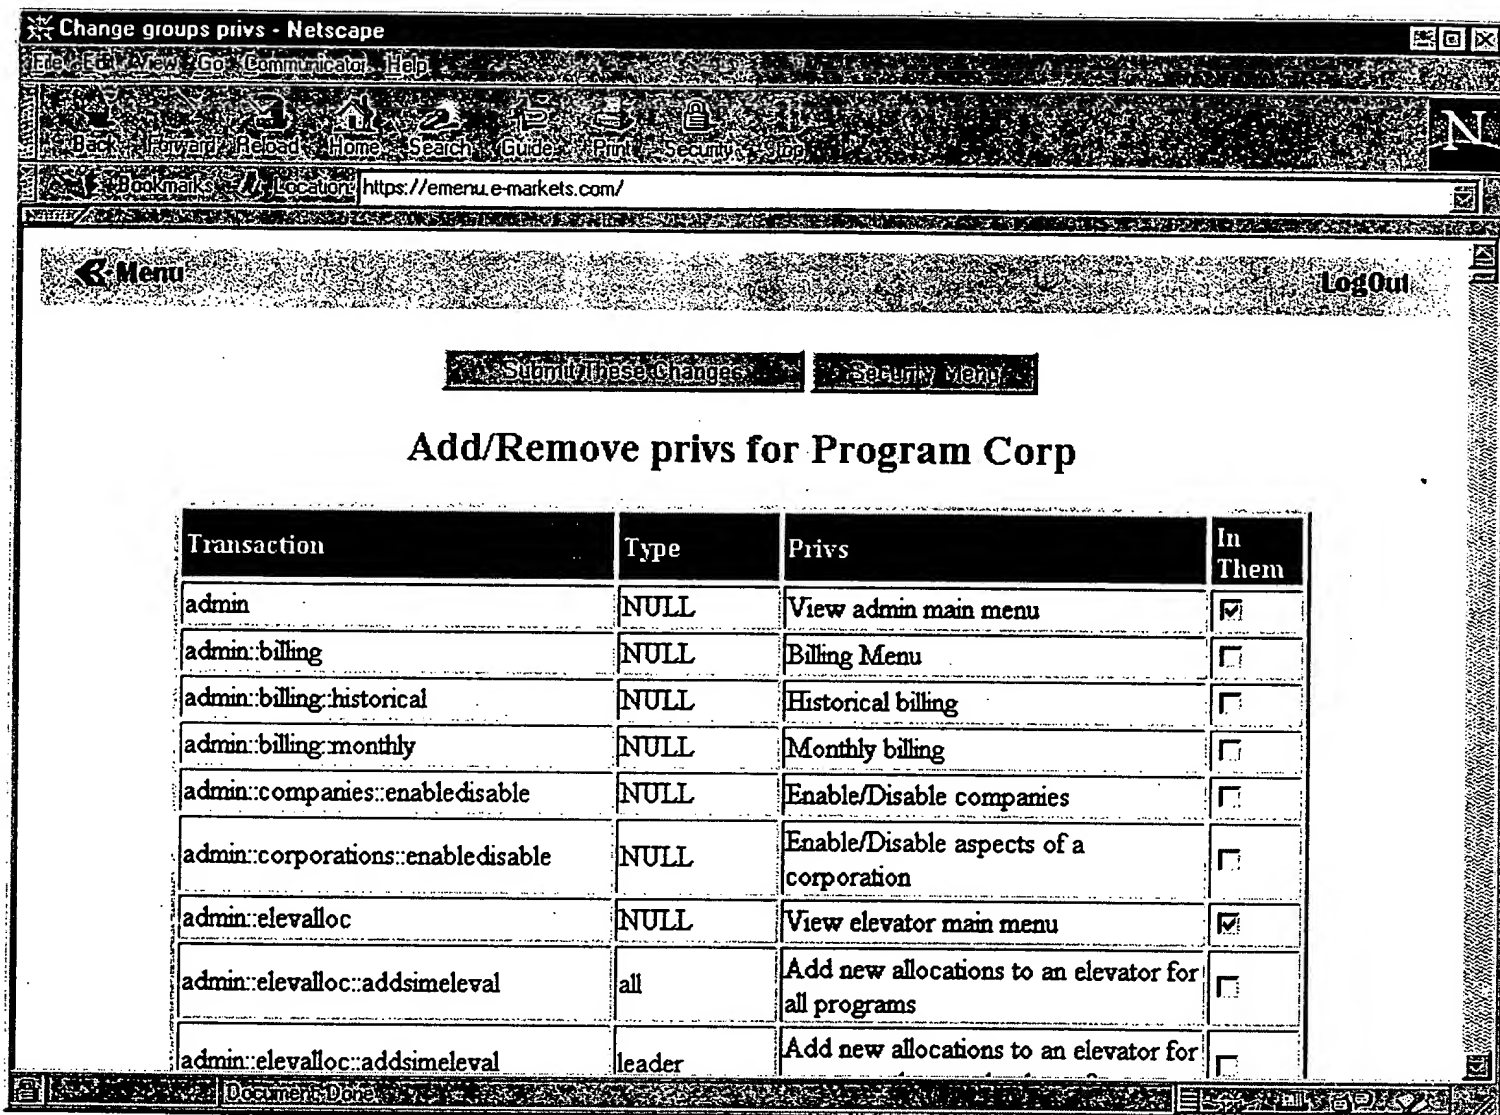 Change groups privs - Netscape
File Edit View Go Communicator Help
Back Forward Reload Home Search Guide Print Security Stop
Bookmarks Location: https://emenu.e-markets.com/
Menu LogOut
Submit These Changes Security Menu
Add/Remove privs for Program Corp
Transaction Type Privs In Them
admin NULL View admin main menu
admin::billing NULL Billing Menu
admin::billing::historical NULL Historical billing
admin::billing::monthly NULL Monthly billing
admin::companies::enabledisable NULL Enable/Disable companies
admin::corporations::enabledisable NULL Enable/Disable aspects of a
corporation
admin::elevalloc NULL View elevator main menu
admin::elevalloc::addsimeleval all Add new allocations to an elevator for
all programs
admin::elevalloc::addsimeleval leader Add new allocations to an elevator for
Document: Done